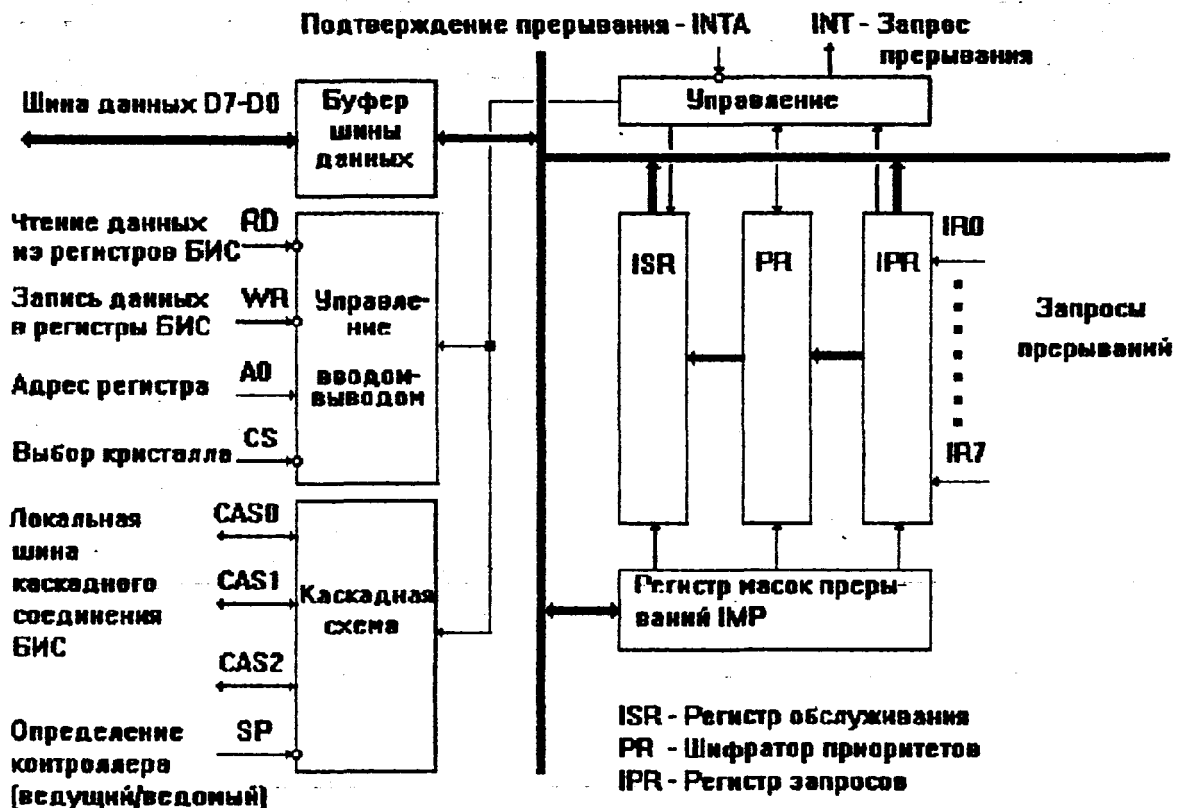 Подтверждение прерывания - INTA
INT - Запрос
прерывания
Шина данных D7-D0
Буфер
шины
данных
Управление
Чтение данных
из регистров БИС
RD
Запись данных
в регистры БИС
WR
Адрес регистра
A0
Выбор кристалла
CS
Управле-
ние
вводом-
выводом
ISR
PR
IPR
IR0
IR7
Запросы
прерываний
Локальная
шина
каскадного
соединения
БИС
CAS0
CAS1
CAS2
Каскадная
схема
Определение
контроллера
(ведущий/ведомый)
SP
Регистр масок преры-
ваний IMP
ISR - Регистр обслуживания
PR - Шифратор приоритетов
IPR - Регистр запросов